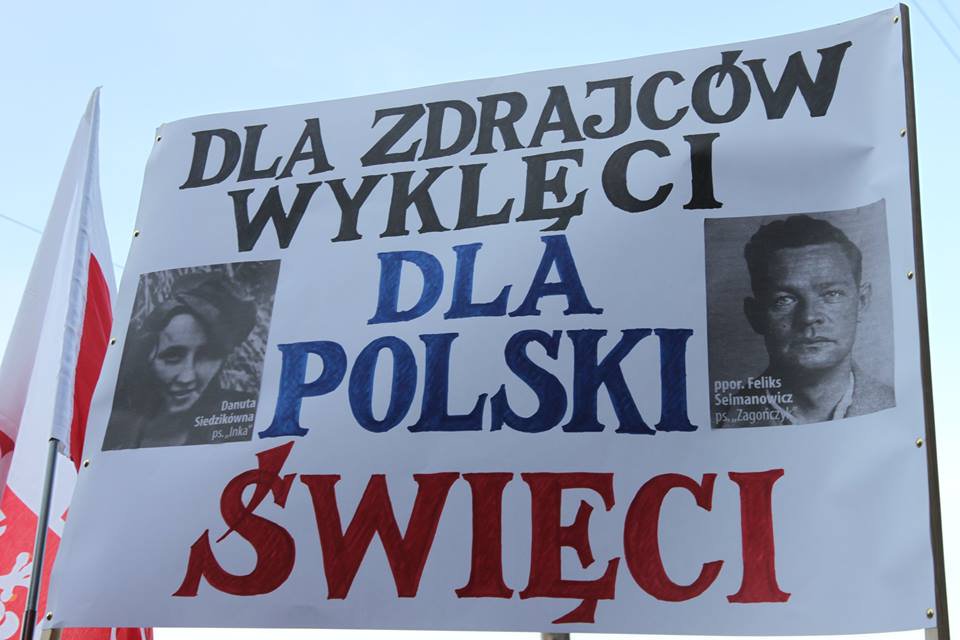 DLA ZDRAJCÓW
WYKLĘCI
DLA
POLSKI
ŚWIĘCI
Danuta
Siedzikówna
ps. „Inka"
ppor. Feliks
Selmanowicz
ps. „Zagończyk"